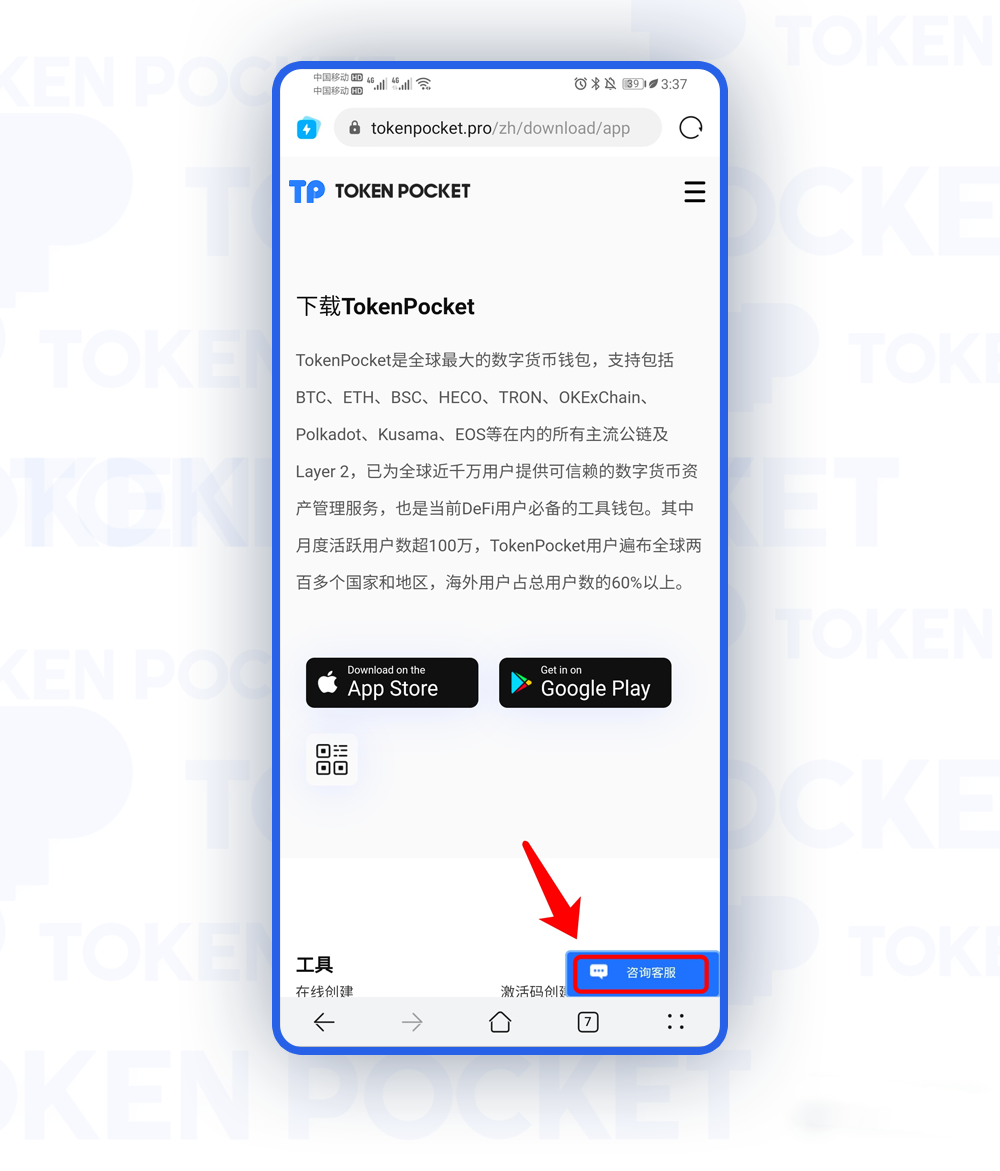 中国移动 HD 4G 4G 39 3:37
中国移动 HD
tokenpocket.pro/zh/download/app
TP TOKEN POCKET
下载TokenPocket
TokenPocket是全球最大的数字货币钱包，支持包括
BTC、ETH、BSC、HECO、TRON、OKExChain、
Polkadot、Kusama、EOS等在内的所有主流公链及
Layer 2，已为全球近千万用户提供可信赖的数字货币资
产管理服务，也是当前DeFi用户必备的工具钱包。其中
月度活跃用户数超100万，TokenPocket用户遍布全球两
百多个国家和地区，海外用户占总用户数的60%以上。
Download on the
App Store
Get in on
Google Play
工具
咨询客服
在线创建
激活码创建
7
TOKEN POCKET